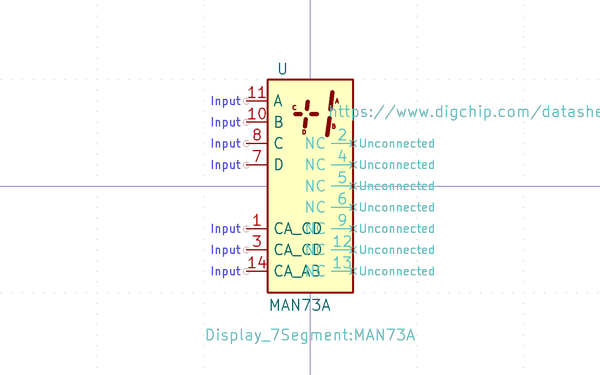 U
Input 11 A
Input 10 B
Input 8 C
Input 7 D
C A
D B
https://www.digchip.com/datashe
NC 2 Unconnected
NC 4 Unconnected
NC 5 Unconnected
NC 6 Unconnected
Input 1 CA_CD NC 9 Unconnected
Input 3 CA_CD NC 12 Unconnected
Input 14 CA_AB NC 13 Unconnected
MAN73A
Display_7Segment:MAN73A